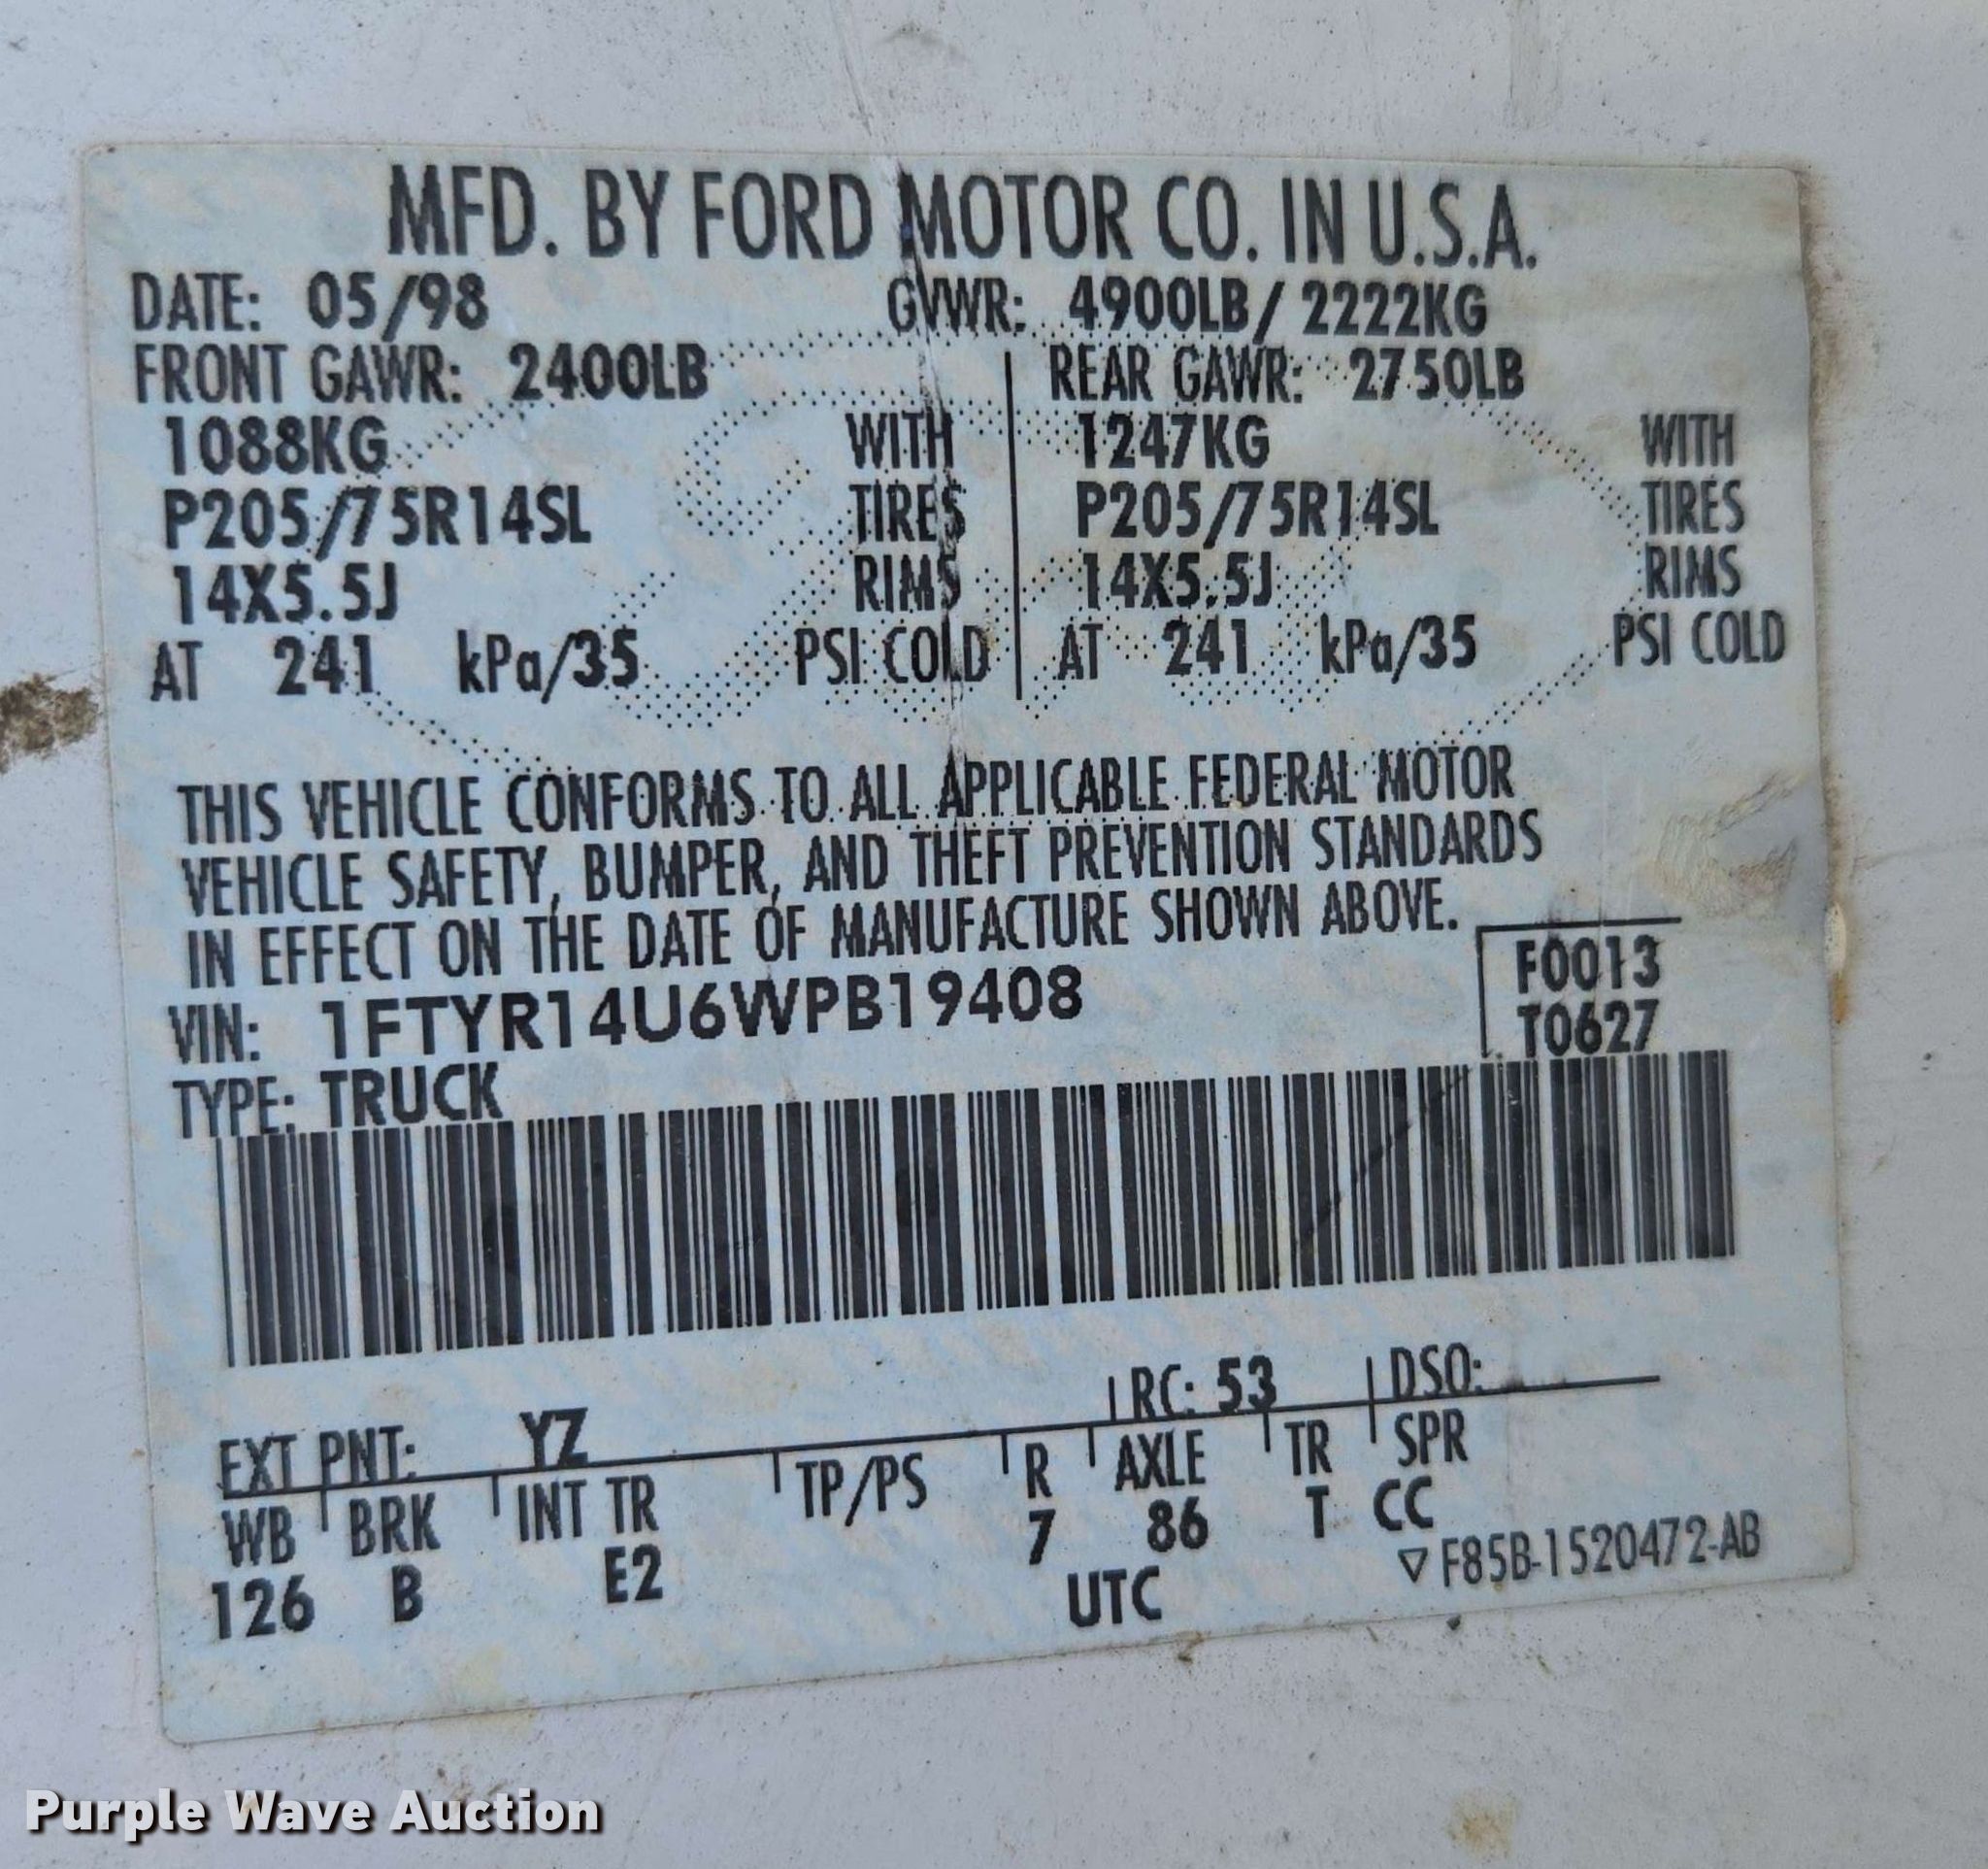 MFD. BY FORD MOTOR CO. IN U.S.A.
DATE: 05/98 GVWR: 4900LB/ 2222KG
FRONT GAWR: 2400LB REAR GAWR: 2750LB
1088KG WITH 1247KG WITH
P205/75R14SL TIRES P205/75R14SL TIRES
14X5.5J RIMS 14X5.5J RIMS
AT 241 kPa/35 PSI COLD AT 241 kPa/35 PSI COLD
THIS VEHICLE CONFORMS TO ALL APPLICABLE FEDERAL MOTOR
VEHICLE SAFETY, BUMPER, AND THEFT PREVENTION STANDARDS
IN EFFECT ON THE DATE OF MANUFACTURE SHOWN ABOVE.
F0013
VIN: 1FTYR14U6WPB19408 T0627
TYPE: TRUCK
EXT PNT: YZ RC: 53 DSO:
WB BRK INT TR TP/PS R AXLE TR SPR
126 B E2 7 86 T CC
UTC ▽ F85B-1520472-AB
Purple Wave Auction